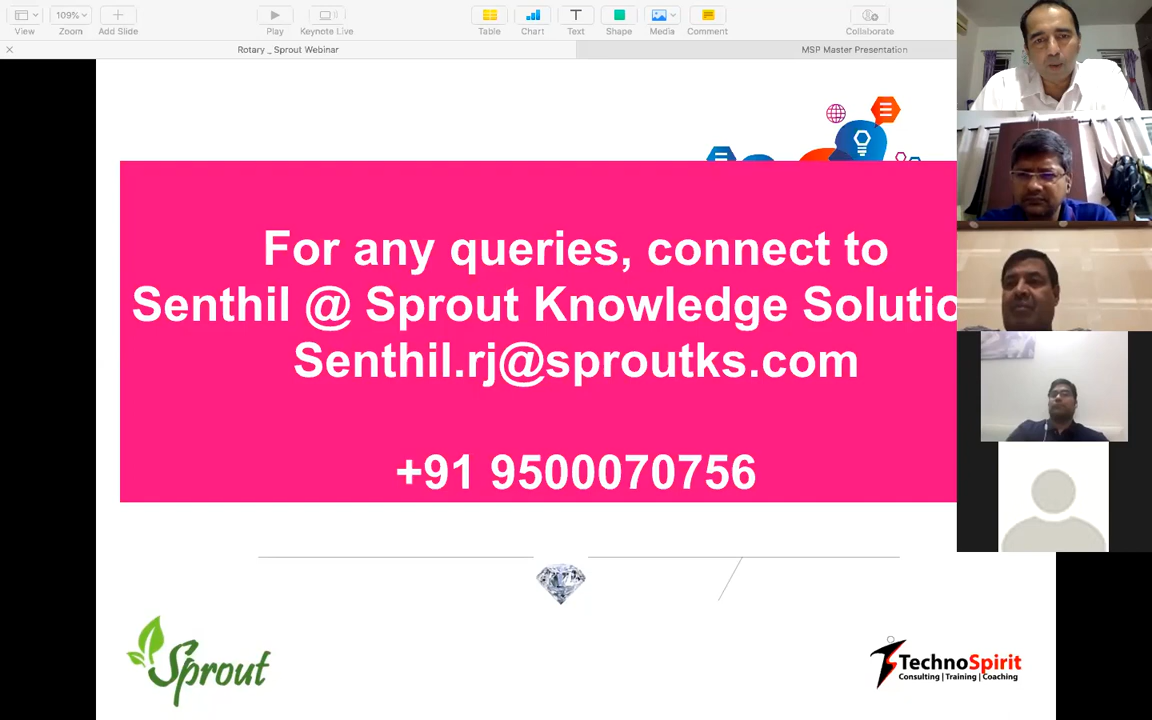 109%
View
Zoom
Add Slide
Play
Keynote Live
Table
Chart
Text
Shape
Media
Comment
Collaborate
Rotary _ Sprout Webinar
MSP Master Presentation
For any queries, connect to
Senthil @ Sprout Knowledge Solutio
Senthil.rj@sproutks.com
+91 9500070756
Sprout
TechnoSpirit
Consulting | Training | Coaching